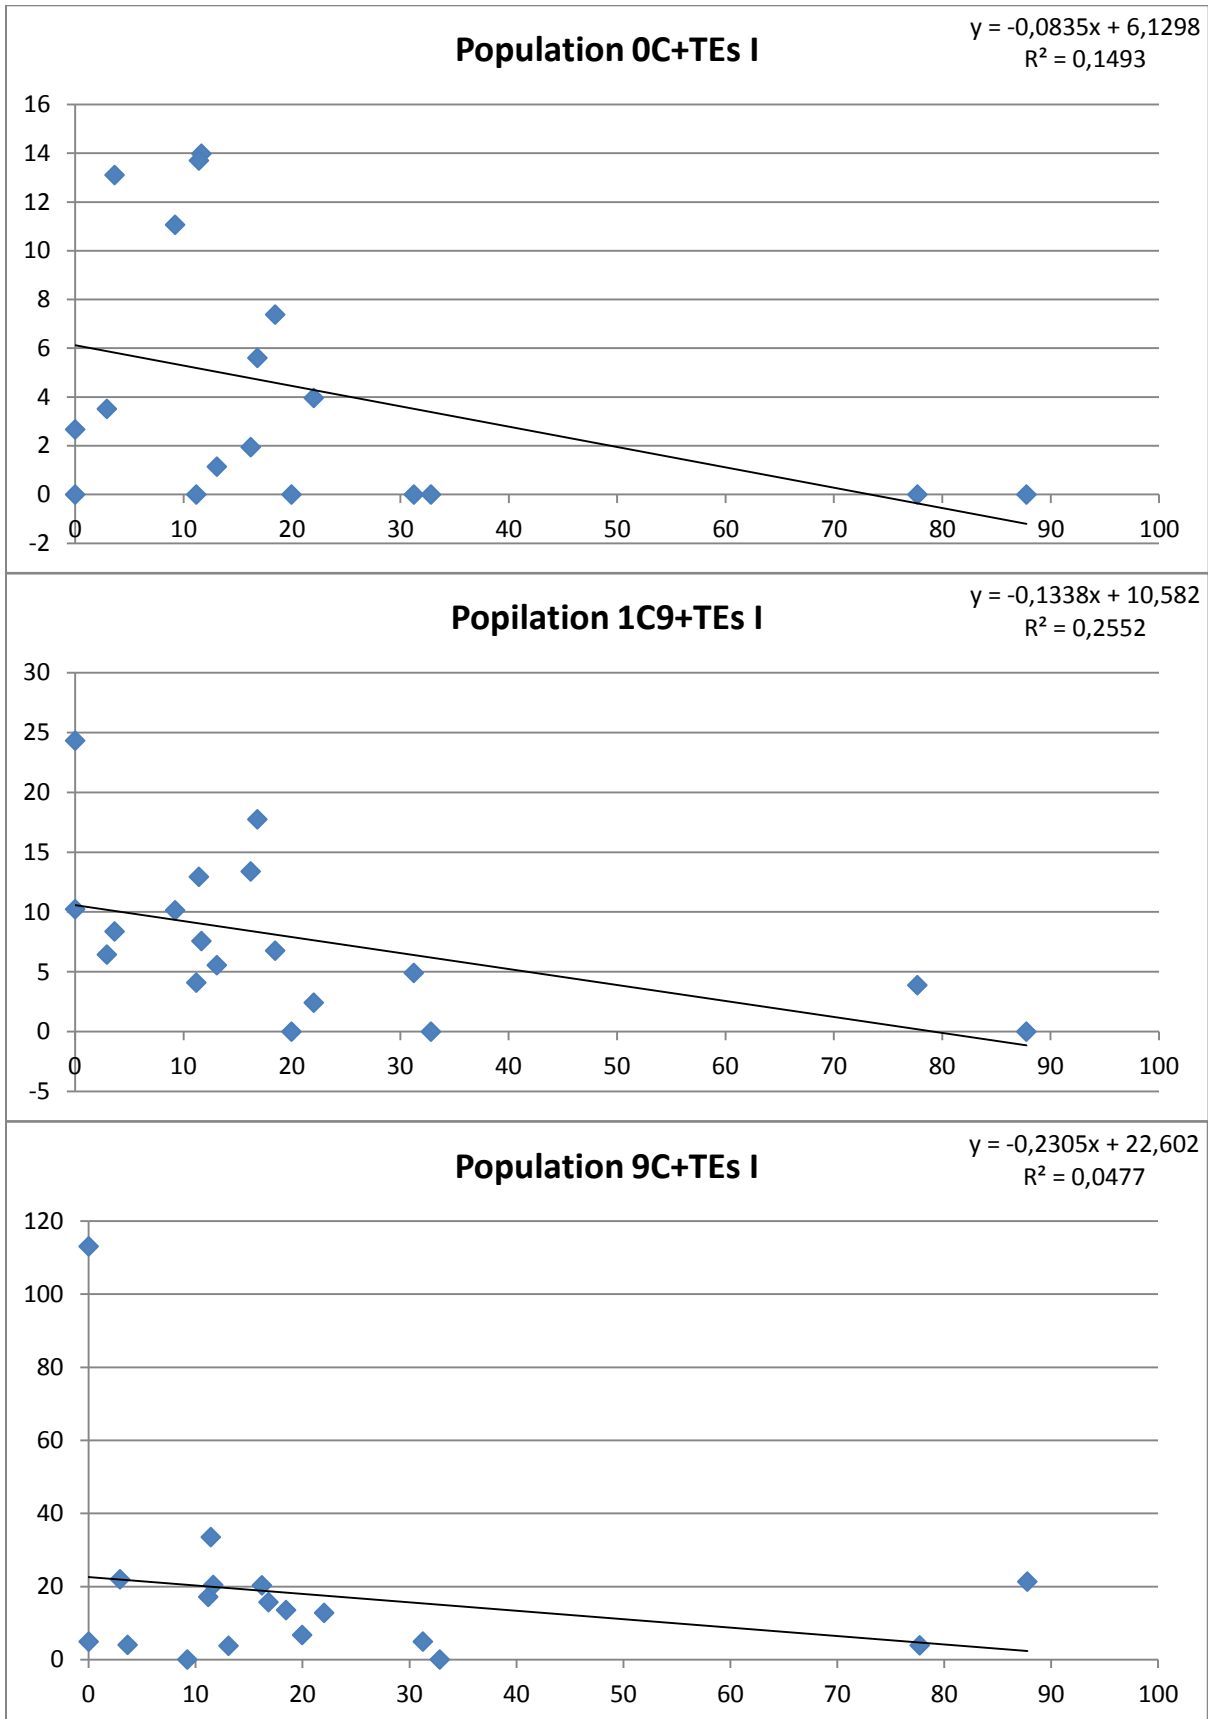 Population 0C+TEs I
y = -0,0835x + 6,1298
R² = 0,1493
16
14
12
10
8
6
4
2
0
-2
0 10 20 30 40 50 60 70 80 90 100
Popilation 1C9+TEs I
y = -0,1338x + 10,582
R² = 0,2552
30
25
20
15
10
5
0
-5
0 10 20 30 40 50 60 70 80 90 100
Population 9C+TEs I
y = -0,2305x + 22,602
R² = 0,0477
120
100
80
60
40
20
0
0 10 20 30 40 50 60 70 80 90 100